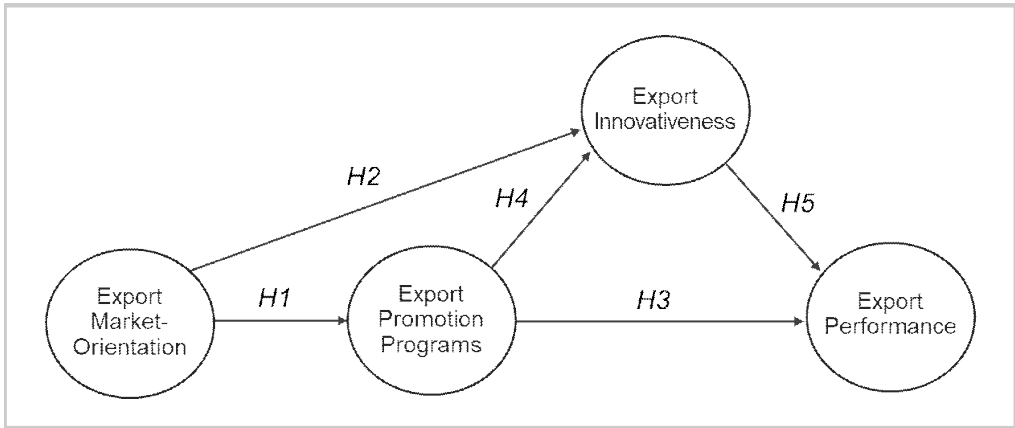 Export
Innovativeness
H2
H4
H5
Export
Market-
Orientation
H1
Export
Promotion
Programs
H3
Export
Performance